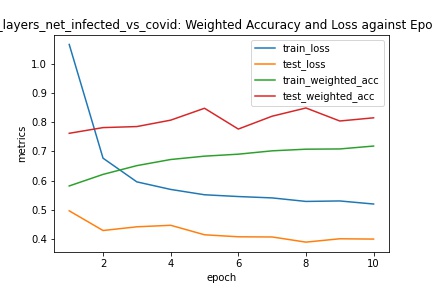 _layers_net_infected_vs_covid: Weighted Accuracy and Loss against Epo
train_loss
test_loss
train_weighted_acc
test_weighted_acc
metrics
1.0
0.9
0.8
0.7
0.6
0.5
0.4
2 4 6 8 10
epoch